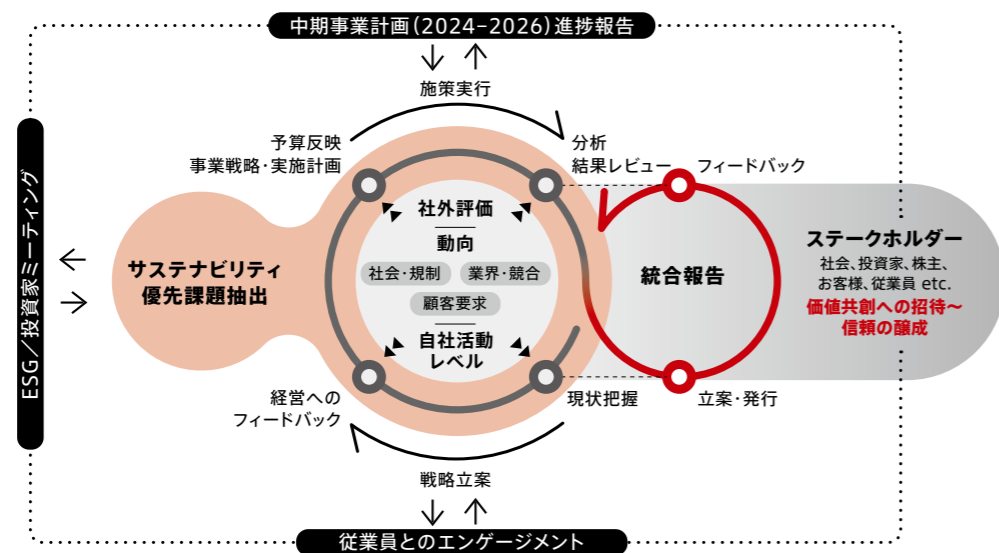 中期事業計画(2024–2026)進捗報告
施策実行
予算反映
事業戦略・実施計画
分析
結果レビュー
フィードバック
ESG/投資家ミーティング
サステナビリティ
優先課題抽出
社外評価
動向
社会・規制
業界・競合
顧客要求
自社活動
レベル
統合報告
ステークホルダー
社会、投資家、株主、
お客様、従業員 etc.
価値共創への招待～
信頼の醸成
経営への
フィードバック
現状把握
立案・発行
戦略立案
従業員とのエンゲージメント